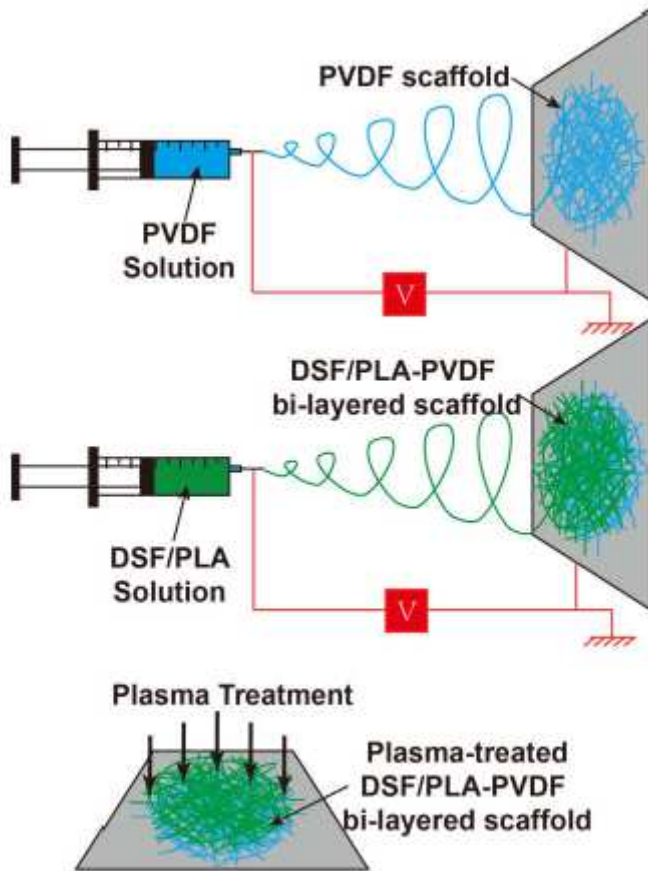 PVDF scaffold
PVDF
Solution
V
DSF/PLA-PVDF
bi-layered scaffold
DSF/PLA
Solution
V
Plasma Treatment
Plasma-treated
DSF/PLA-PVDF
bi-layered scaffold